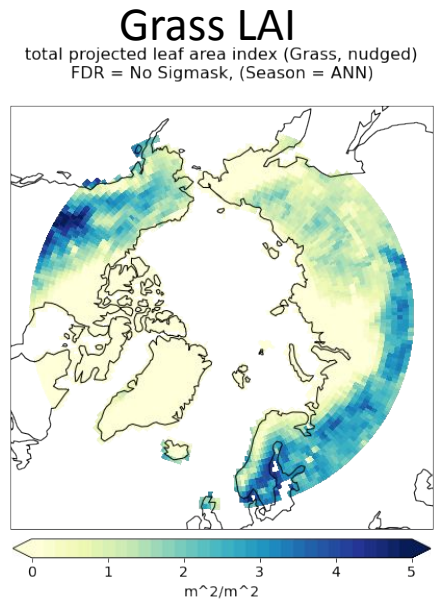 Grass LAI
total projected leaf area index (Grass, nudged)
FDR = No Sigmask, (Season = ANN)
0 1 2 3 4 5
m^2/m^2